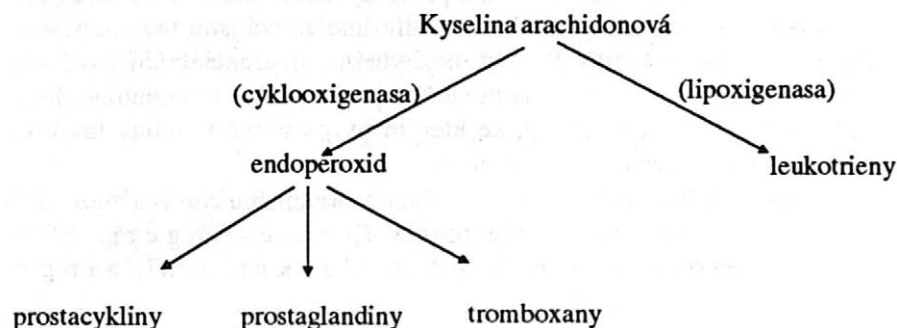 Kyselina arachidonová
(cyklooxigenasa) (lipoxigenasa)
endoperoxid leukotrieny
prostacykliny prostaglandiny tromboxany